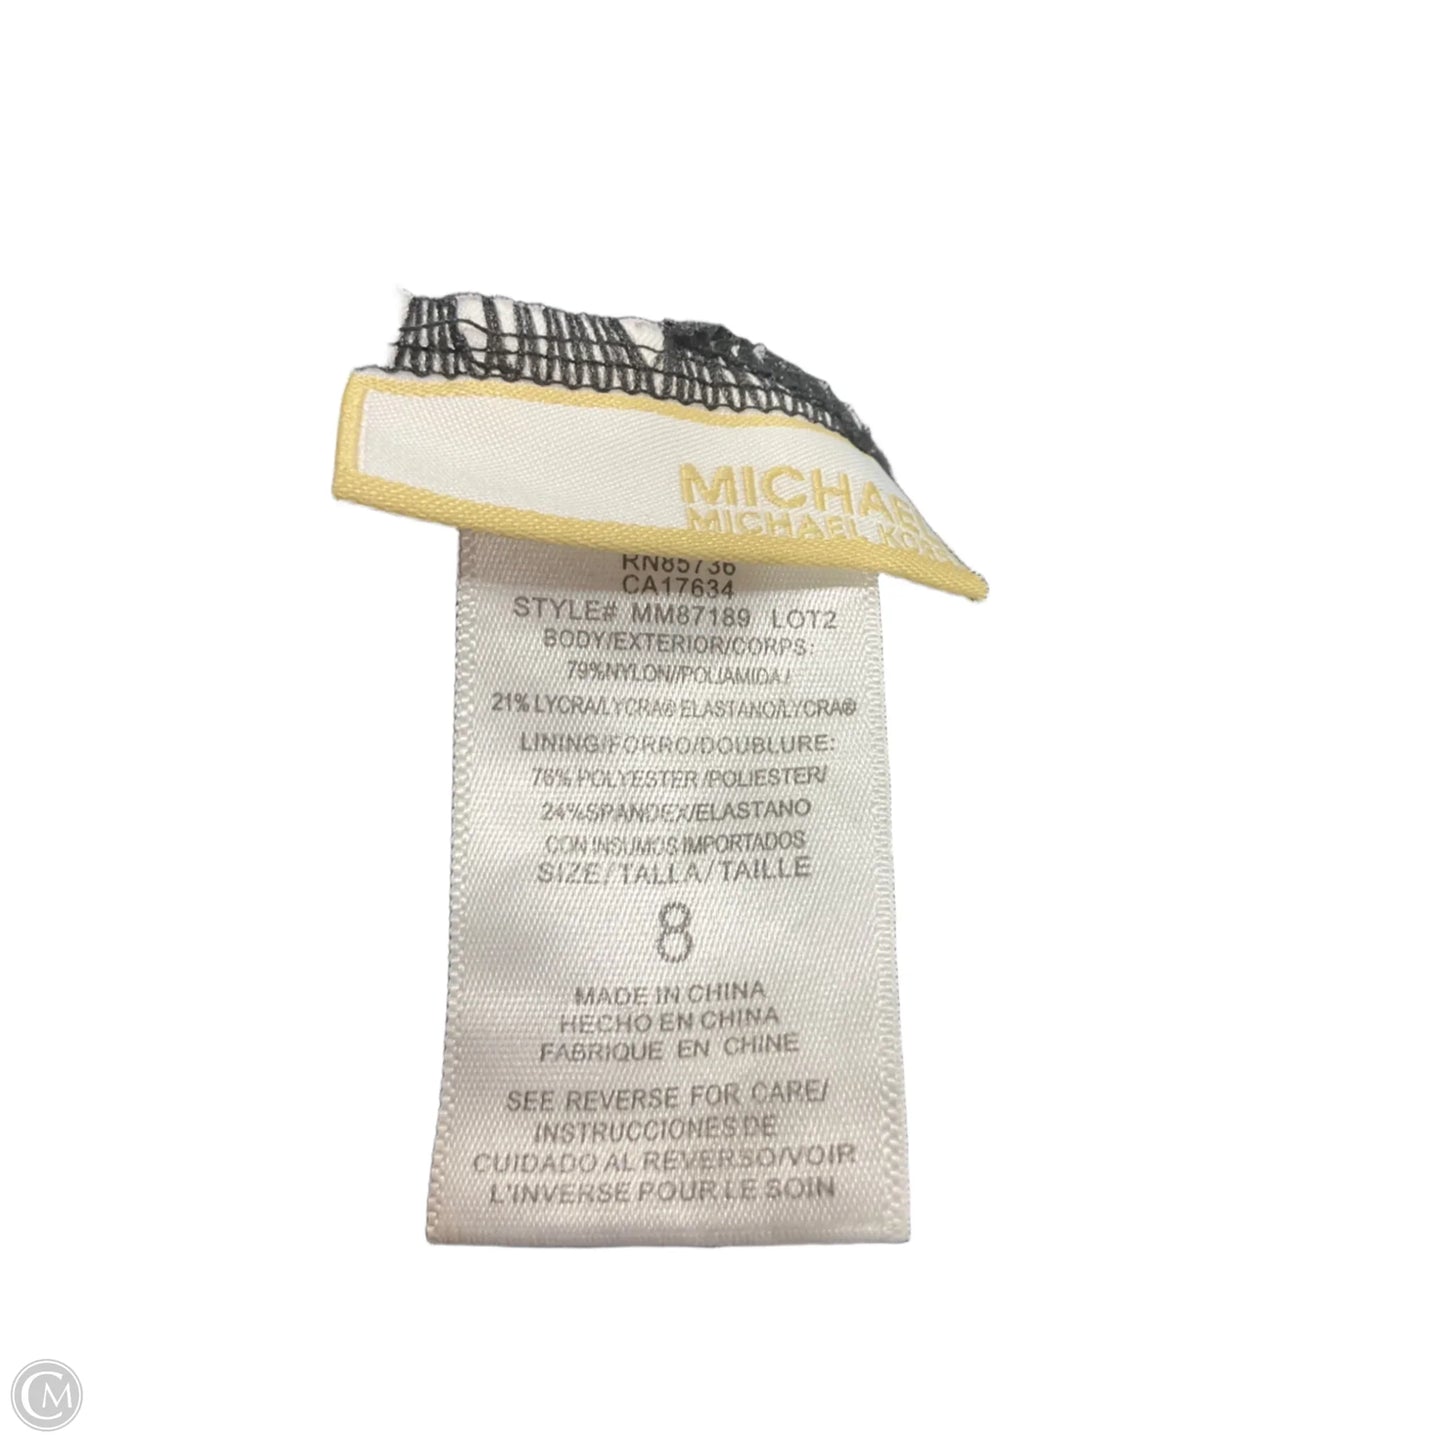 MICHAEL
MICHAEL KORS
RN85736
CA17634
STYLE# MM87189 LOT2
BODY/EXTERIOR/CORPS:
79%NYLON//POLIAMIDA/
21% LYCRA/LYCRA® ELASTANO/LYCRA®
LINING/FORRO/DOUBLURE:
76% POLYESTER/POLIESTER/
24%SPANDEX/ELASTANO
CON INSUMOS IMPORTADOS
SIZE/TALLA/TAILLE
8
MADE IN CHINA
HECHO EN CHINA
FABRIQUE EN CHINE
SEE REVERSE FOR CARE/
INSTRUCCIONES DE
CUIDADO AL REVERSO/VOIR
L'INVERSE POUR LE SOIN
CM